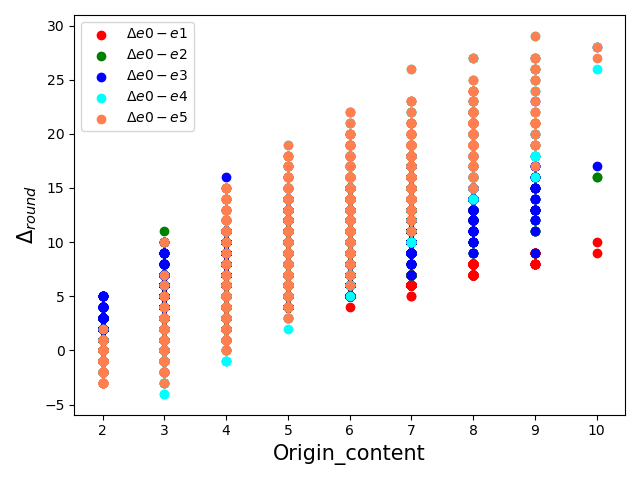 Δe0 − e1
Δe0 − e2
Δe0 − e3
Δe0 − e4
Δe0 − e5
30
25
20
15
10
5
0
−5
Δround
2 3 4 5 6 7 8 9 10
Origin_content